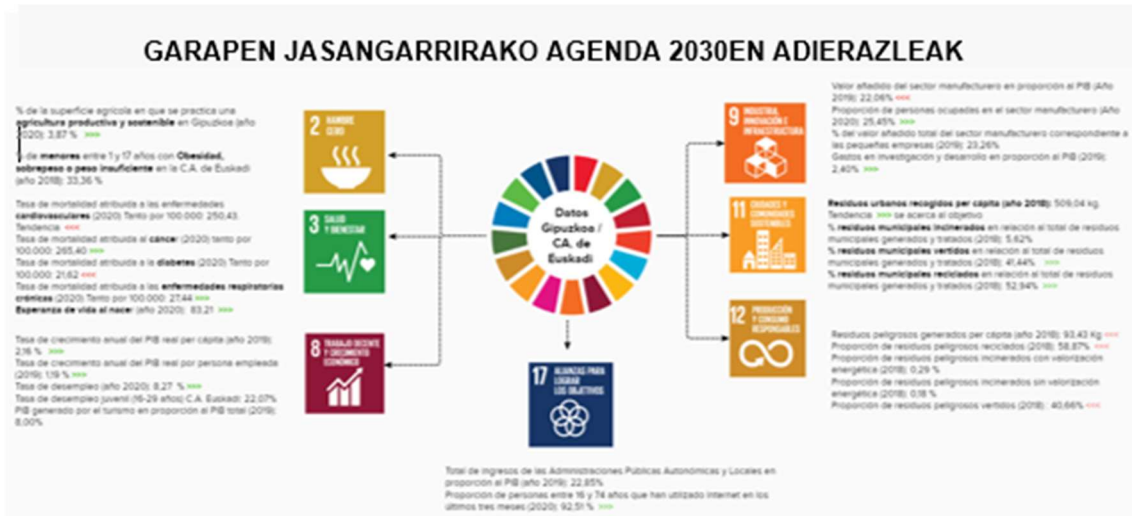 GARAPEN JASANGARRIRAKO AGENDA 2030EN ADIERAZLEAK
% de la superficie agrícola en que se practica una
agricultura productiva y sostenible en Gipuzkoa (año
2020): 3,87 % >>>
% de menores entre 1 y 17 años con Obesidad,
sobrepeso o peso insuficiente en la C.A. de Euskadi
(año 2018): 33,36 %
2 HAMBRE
CERO
Tasa de mortalidad atribuida a las enfermedades
cardiovasculares (2020) Tanto por 100.000: 250,43.
Tendencia <<<
Tasa de mortalidad atribuida al cáncer (2020) tanto por
100.000: 265,40 >>>
Tasa de mortalidad atribuida a la diabetes (2020) Tanto por
100.000: 21,62 <<<
Tasa de mortalidad atribuida a las enfermedades respiratorias
crónicas (2020) Tanto por 100.000: 27,44 >>>
Esperanza de vida al nacer (año 2020): 83,21 >>>
3 SALUD
Y BIENESTAR
Tasa de crecimiento anual del PIB real per cápita (año 2019):
2,16 % >>>
Tasa de crecimiento anual del PIB real por persona empleada
(2019): 1,19 % >>>
Tasa de desempleo (año 2020): 8,27 % >>>
Tasa de desempleo juvenil (16-29 años) C.A. Euskadi: 22,07%
PIB generado por el turismo en proporción al PIB total (2019):
8,00%
8 TRABAJO DECENTE
Y CRECIMIENTO
ECONÓMICO
Datos
Gipuzkoa /
CA. de
Euskadi
17 ALIANZAS PARA
LOGRAR
LOS OBJETIVOS
Total de ingresos de las Administraciones Públicas Autonómicas y Locales en
proporción al PIB (año 2019): 22,85%
Proporción de personas entre 16 y 74 años que han utilizado internet en los
últimos tres meses (2020): 92,51 % >>>
9 INDUSTRIA,
INNOVACIÓN E
INFRAESTRUCTURA
Valor añadido del sector manufacturero en proporción al PIB (Año
2019): 22,06% <<<
Proporción de personas ocupadas en el sector manufacturero (Año
2020): 25,45% >>>
% del valor añadido total del sector manufacturero correspondiente a
las pequeñas empresas (2019): 23,26%
Gastos en investigación y desarrollo en proporción al PIB (2019):
2,40% >>>
11 CIUDADES Y
COMUNIDADES
SOSTENIBLES
Residuos urbanos recogidos per cápita (año 2018): 509,04 kg.
Tendencia >>> se acerca al objetivo
% residuos municipales incinerados en relación al total de residuos
municipales generados y tratados (2018): 5,62%
% residuos municipales vertidos en relación al total de residuos
municipales generados y tratados (2018): 41,44% >>>
% residuos municipales reciclados en relación al total de residuos
municipales generados y tratados (2018): 52,94% >>>
12 PRODUCCIÓN
Y CONSUMO
RESPONSABLES
Residuos peligrosos generados per cápita (año 2018): 93,43 Kg <<<
Proporción de residuos peligrosos reciclados (2018): 58,87% <<<
Proporción de residuos peligrosos incinerados con valorización
energética (2018): 0,29 %
Proporción de residuos peligrosos incinerados sin valorización
energética (2018): 0,18 %
Proporción de residuos peligrosos vertidos (2018) : 40,66% <<<